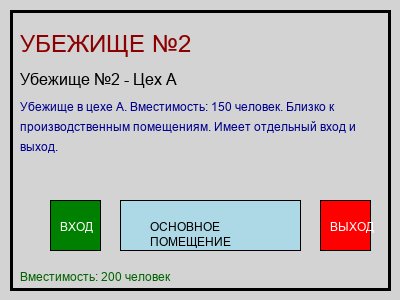 УБЕЖИЩЕ №2
Убежище №2 - Цех А
Убежище в цехе А. Вместимость: 150 человек. Близко к
производственным помещениям. Имеет отдельный вход и
выход.
ВХОД
ОСНОВНОЕ
ПОМЕЩЕНИЕ
ВЫХОД
Вместимость: 200 человек